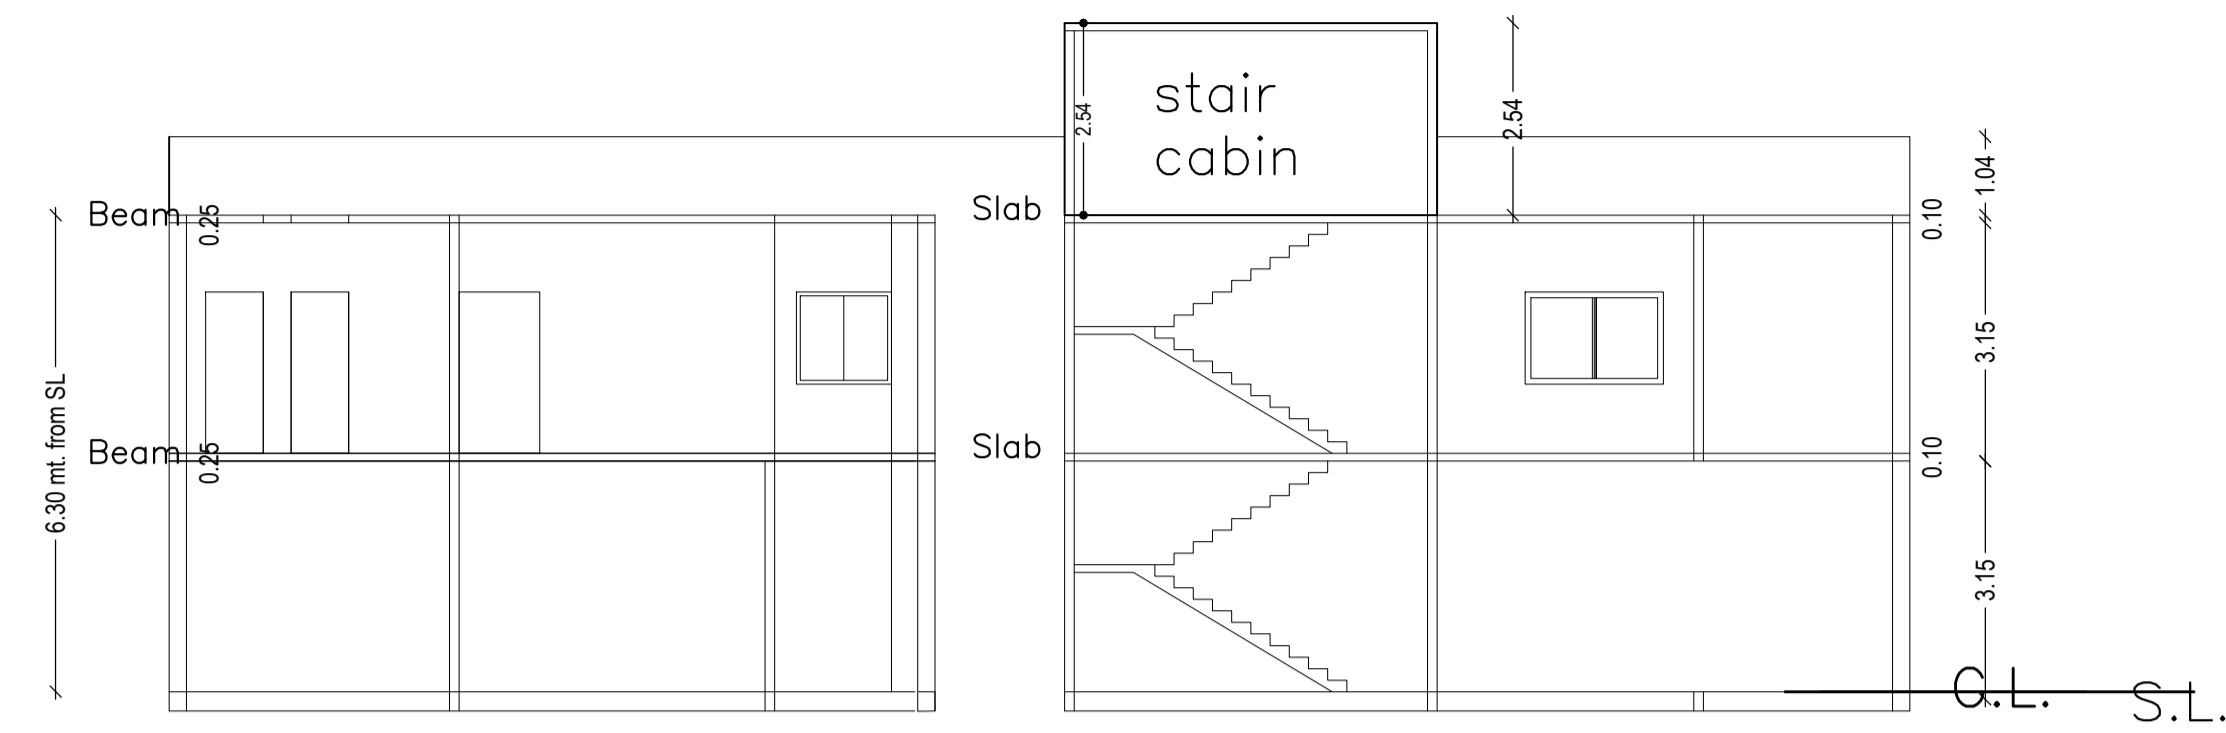 stair
cabin
2.54
2.54
1.04
Beam
0.25
Slab
0.10
3.15
6.30 mt. from SL
Beam
0.25
Slab
0.10
3.15
C.L.
S.L.